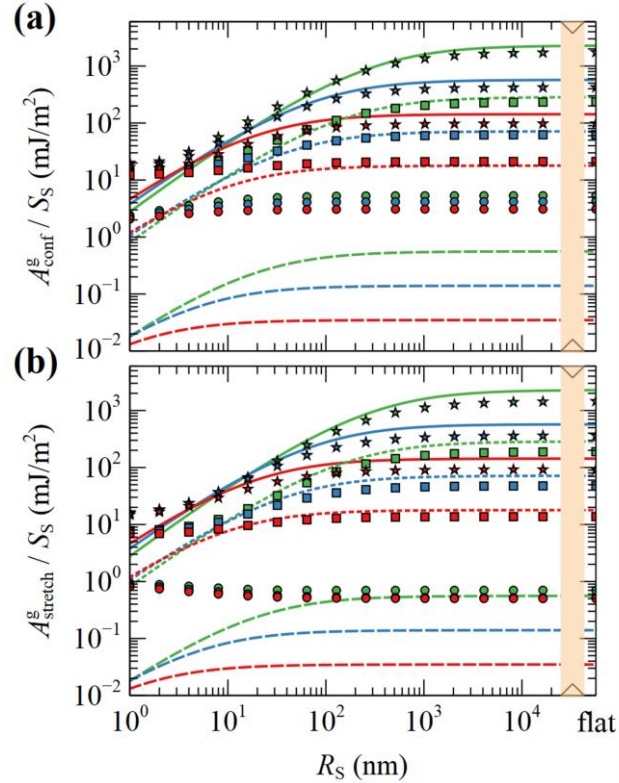 (a)
10³
10²
10¹
10⁰
10⁻¹
10⁻²
A^g_conf / S_S (mJ/m²)
(b)
10³
10²
10¹
10⁰
10⁻¹
10⁻²
A^g_stretch / S_S (mJ/m²)
10⁰ 10¹ 10² 10³ 10⁴ flat
R_S (nm)